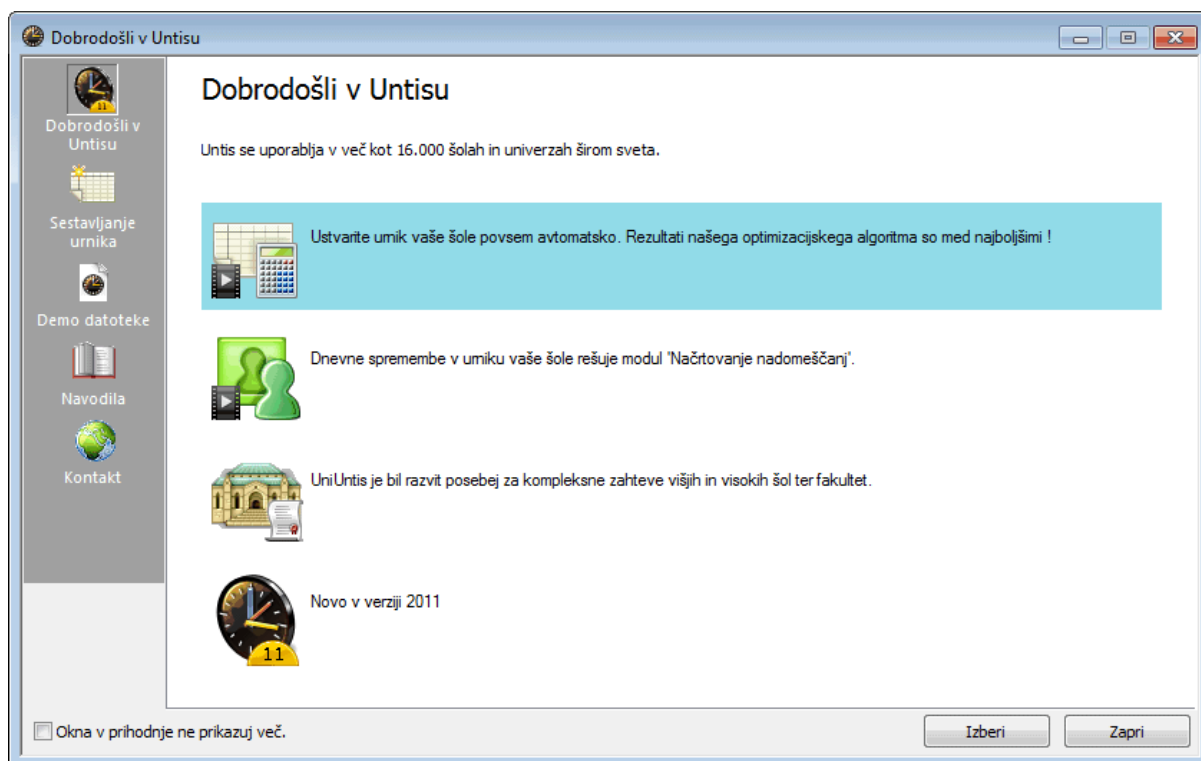 Dobrodošli v Untisu
Dobrodošli v
Untisu
Sestavljanje
urnika
Demo datoteke
Navodila
Kontakt
Dobrodošli v Untisu
Untis se uporablja v več kot 16.000 šolah in univerzah širom sveta.
Ustvarite urnik vaše šole povsem avtomatsko. Rezultati našega optimizacijskega algoritma so med najboljšimi !
Dnevne spremembe v urniku vaše šole rešuje modul 'Načrtovanje nadomeščanj'.
UniUntis je bil razvit posebej za kompleksne zahteve višjih in visokih šol ter fakultet.
Novo v verziji 2011
11
Okna v prihodnje ne prikazuj več.
Izberi
Zapri